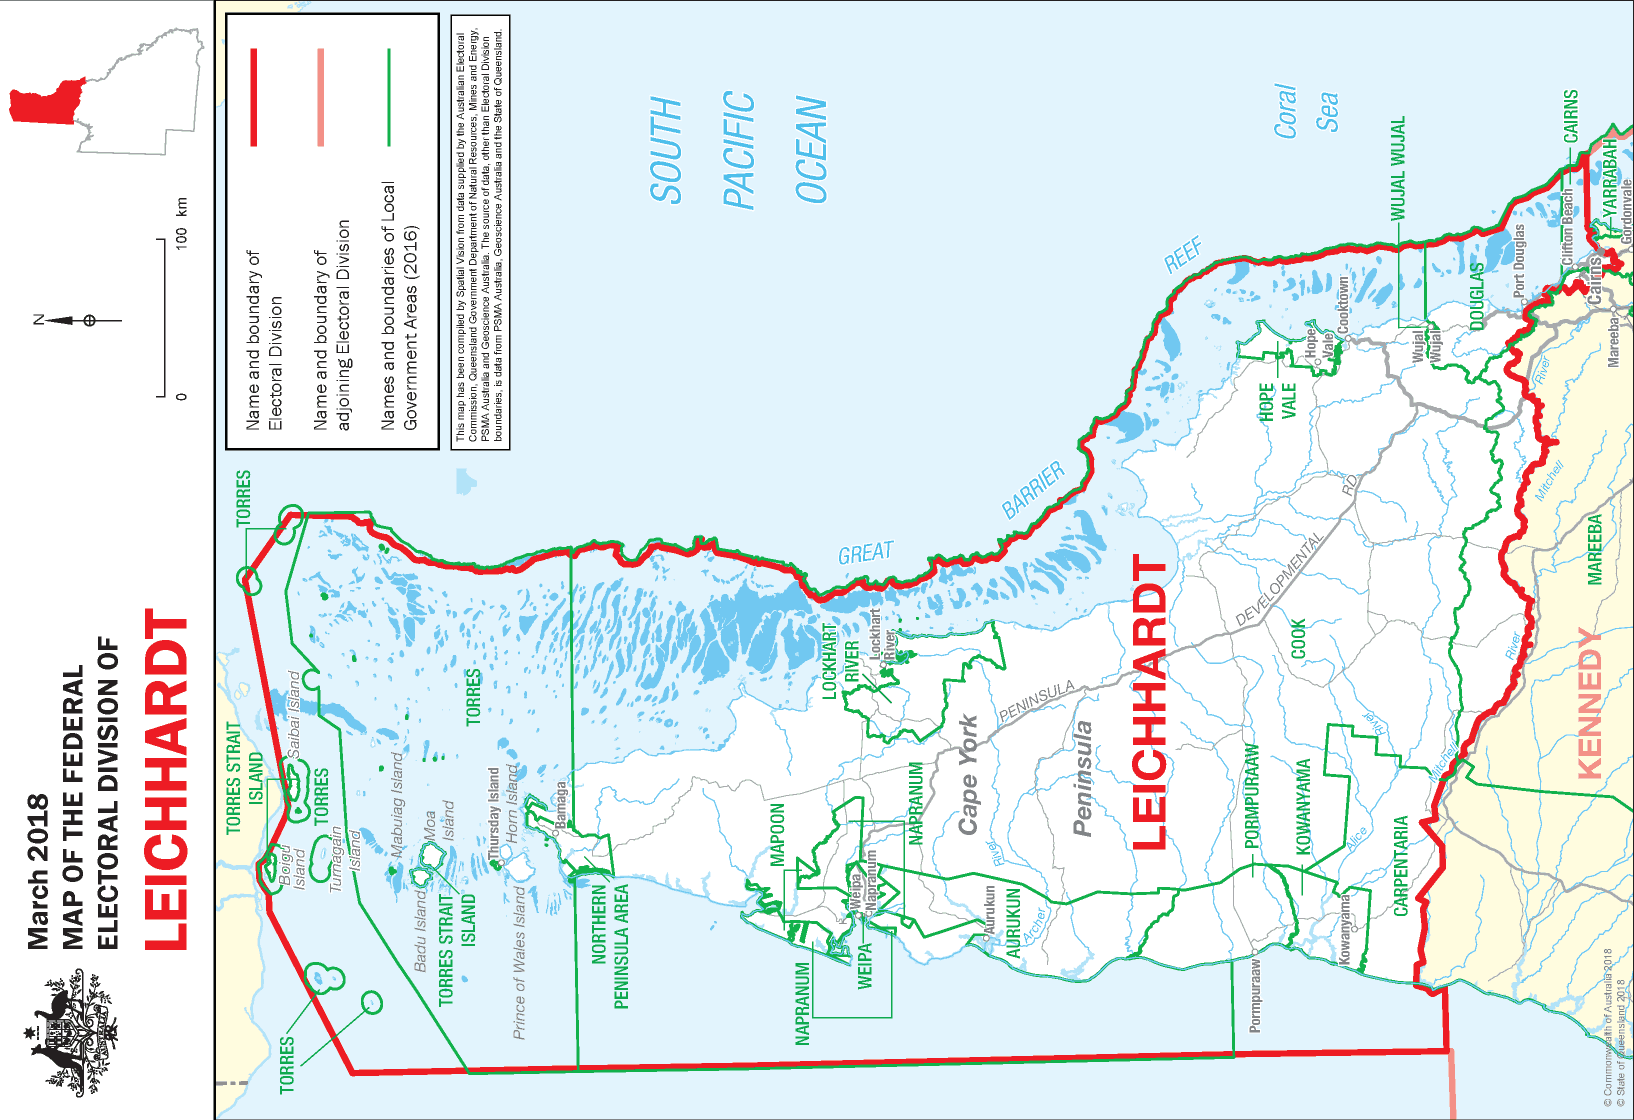 March 2018
MAP OF THE FEDERAL
ELECTORAL DIVISION OF
LEICHHARDT
N
0
100 km
Name and boundary of
Electoral Division
Name and boundary of
adjoining Electoral Division
Names and boundaries of Local
Government Areas (2016)
This map has been compiled by Spatial Vision from data supplied by the Australian Electoral
Commission, Queensland Government Department of Natural Resources, Mines and Energy,
PSMA Australia and Geoscience Australia. The source of data, other than Electoral Division
boundaries, is data from PSMA Australia, Geoscience Australia and the State of Queensland.
SOUTH
PACIFIC
OCEAN
Coral
Sea
GREAT
BARRIER
REEF
TORRES
TORRES STRAIT
ISLAND
Saibai Island
TORRES
Boigu
Island
Turnagain
Island
TORRES
Mabuiag Island
Moa
Island
Badu Island
TORRES STRAIT
ISLAND
TORRES
Thursday Island
Horn Island
Prince of Wales Island
Bamaga
NORTHERN
PENINSULA AREA
MAPOON
NAPRANUM
Weipa
Napranum
WEIPA
NAPRANUM
LOCKHART
RIVER
Lockhart
River
Cape York
Peninsula
PENINSULA
DEVELOPMENTAL
RD
River
Archer
Aurukun
AURUKUN
LEICHHARDT
COOK
PORMPURAAW
Pormpuraaw
KOWANYAMA
Kowanyama
Alice
River
CARPENTARIA
Mitchell
River
Mitchell
River
HOPE
VALE
Hope
Vale
Cooktown
WUJAL WUJAL
Wujal
Wujal
DOUGLAS
Port Douglas
CAIRNS
Clifton Beach
Cairns
YARRABAH
Gordonvale
Mareeba
MAREEBA
KENNEDY
© Commonwealth of Australia 2018
© State of Queensland 2018